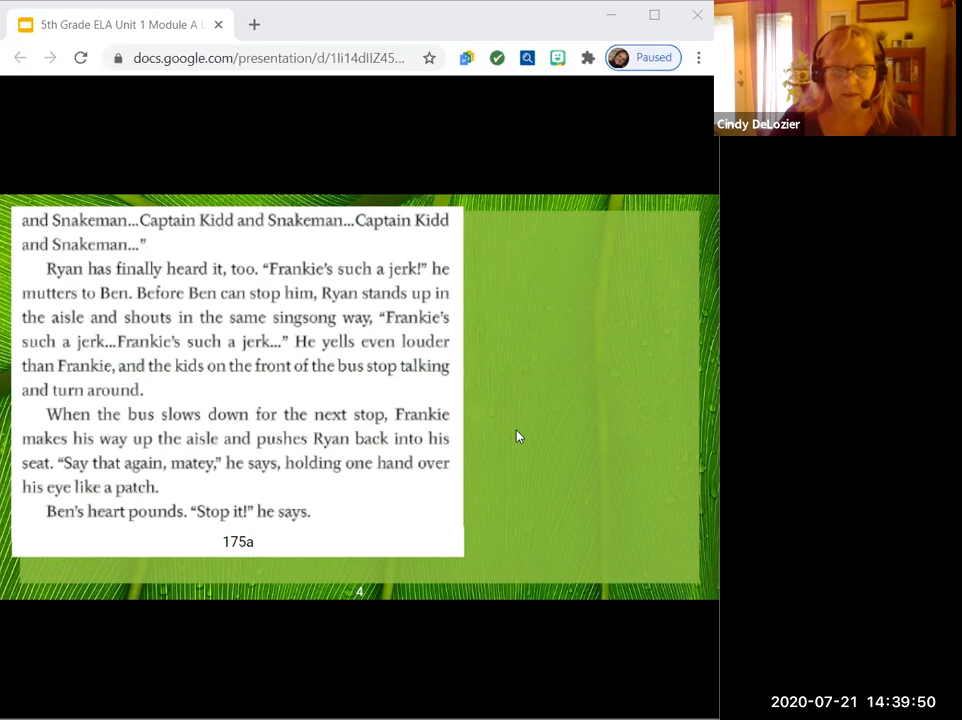 5th Grade ELA Unit 1 Module A L
docs.google.com/presentation/d/1Ii14dIIZ45...
Paused
Cindy DeLozier
and Snakeman...Captain Kidd and Snakeman...Captain Kidd
and Snakeman...”
Ryan has finally heard it, too. “Frankie’s such a jerk!” he
mutters to Ben. Before Ben can stop him, Ryan stands up in
the aisle and shouts in the same singsong way, “Frankie’s
such a jerk...Frankie’s such a jerk...” He yells even louder
than Frankie, and the kids on the front of the bus stop talking
and turn around.
When the bus slows down for the next stop, Frankie
makes his way up the aisle and pushes Ryan back into his
seat. “Say that again, matey,” he says, holding one hand over
his eye like a patch.
Ben’s heart pounds. “Stop it!” he says.
175a
4
2020-07-21 14:39:50